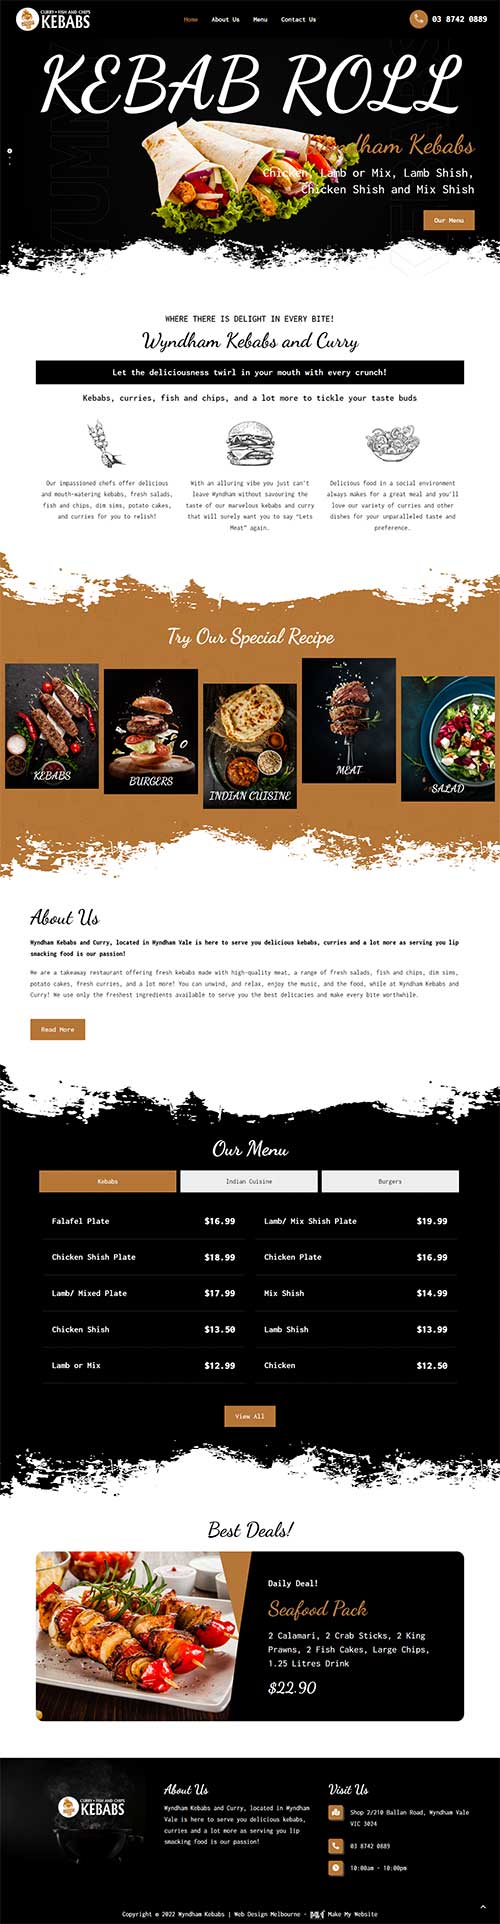 CURRY • FISH AND CHIPS
KEBABS
Home About Us Menu Contact Us
03 8742 0889
KEBAB ROLL
Kebabs
Chicken, Lamb or Mix, Lamb Shish,
Chicken Shish and Mix Shish
Our Menu
WHERE THERE IS DELIGHT IN EVERY BITE!
Wyndham Kebabs and Curry
Let the deliciousness twirl in your mouth with every crunch!
Kebabs, curries, fish and chips, and a lot more to tickle your taste buds
Our impassioned chefs offer delicious
and mouth-watering kebabs, fresh salads,
fish and chips, dim sims, potato cakes,
and curries for you to relish!
With an alluring vibe you just can't
leave Wyndham without savouring the
taste of our marvelous kebabs and curry
that will surely want you to say “Lets
Meat” again.
Delicious food in a social environment
always makes for a great meal and you'll
love our variety of curries and other
dishes for your unparalleled taste and
preference.
Try Our Special Recipe
KEBABS
BURGERS
INDIAN CUISINE
MEAT
SALAD
About Us
Wyndham Kebabs and Curry, located in Wyndham Vale is here to serve you delicious kebabs, curries and a lot more as serving you lip
smacking food is our passion!
We are a takeaway restaurant offering fresh kebabs made with high-quality meat, a range of fresh salads, fish and chips, dim sims,
potato cakes, fresh curries, and a lot more! You can unwind, and relax, enjoy the music, and the food, while at Wyndham Kebabs and
Curry! We use only the freshest ingredients available to serve you the best delicacies and make every bite worthwhile.
Read More
Our Menu
Kebabs Indian Cuisine Burgers
Falafel Plate $16.99 Lamb/ Mix Shish Plate $19.99
Chicken Shish Plate $18.99 Chicken Plate $16.99
Lamb/ Mixed Plate $17.99 Mix Shish $14.99
Chicken Shish $13.50 Lamb Shish $13.99
Lamb or Mix $12.99 Chicken $12.50
View All
Best Deals!
Daily Deal!
Seafood Pack
2 Calamari, 2 Crab Sticks, 2 King
Prawns, 2 Fish Cakes, Large Chips,
1.25 Litres Drink
$22.90
CURRY • FISH AND CHIPS
KEBABS
About Us
Wyndham Kebabs and Curry, located in Wyndham
Vale is here to serve you delicious kebabs,
curries and a lot more as serving you lip
smacking food is our passion!
Visit Us
Shop 2/210 Ballan Road, Wyndham Vale
VIC 3024
03 8742 0889
10:00am - 10:00pm
Copyright © 2022 Wyndham Kebabs | Web Design Melbourne - Make My Website